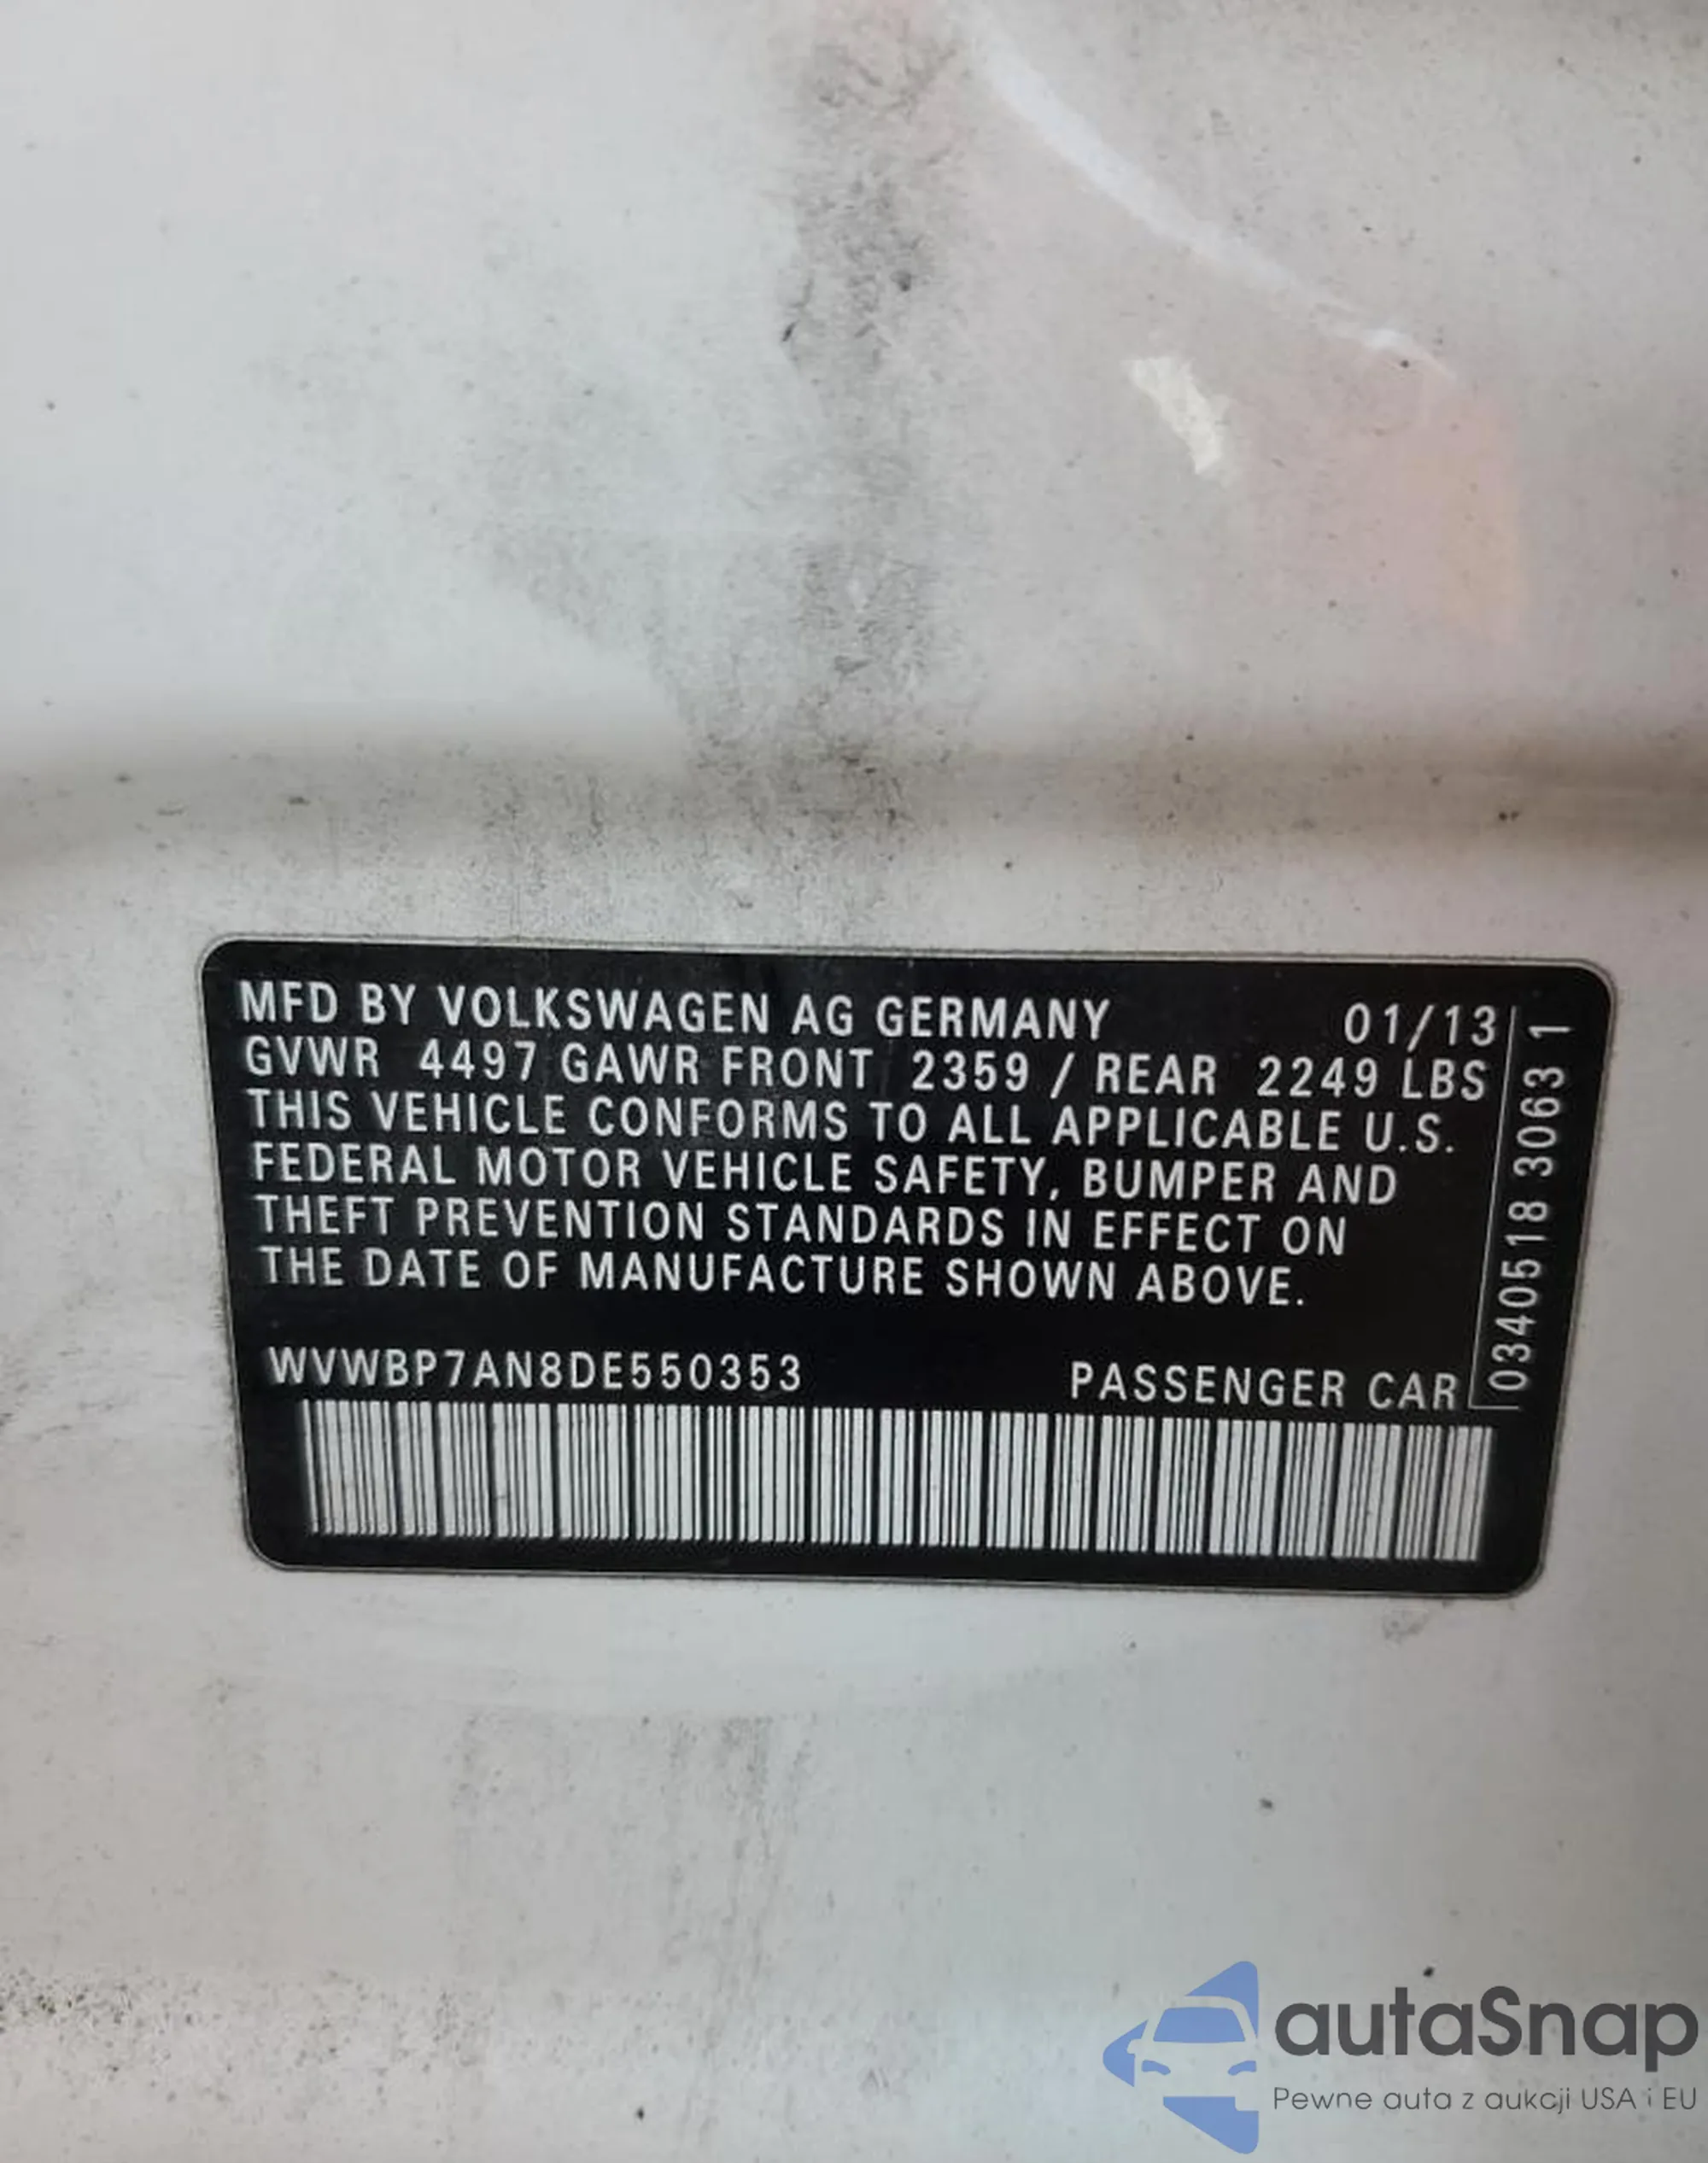 MFD BY VOLKSWAGEN AG GERMANY 01/13
GVWR 4497 GAWR FRONT 2359 / REAR 2249 LBS
THIS VEHICLE CONFORMS TO ALL APPLICABLE U.S.
FEDERAL MOTOR VEHICLE SAFETY, BUMPER AND
THEFT PREVENTION STANDARDS IN EFFECT ON
THE DATE OF MANUFACTURE SHOWN ABOVE.
WVWBP7AN8DE550353 PASSENGER CAR
0340518 3063 1
autaSnap
Pewne auta z aukcji USA i EU